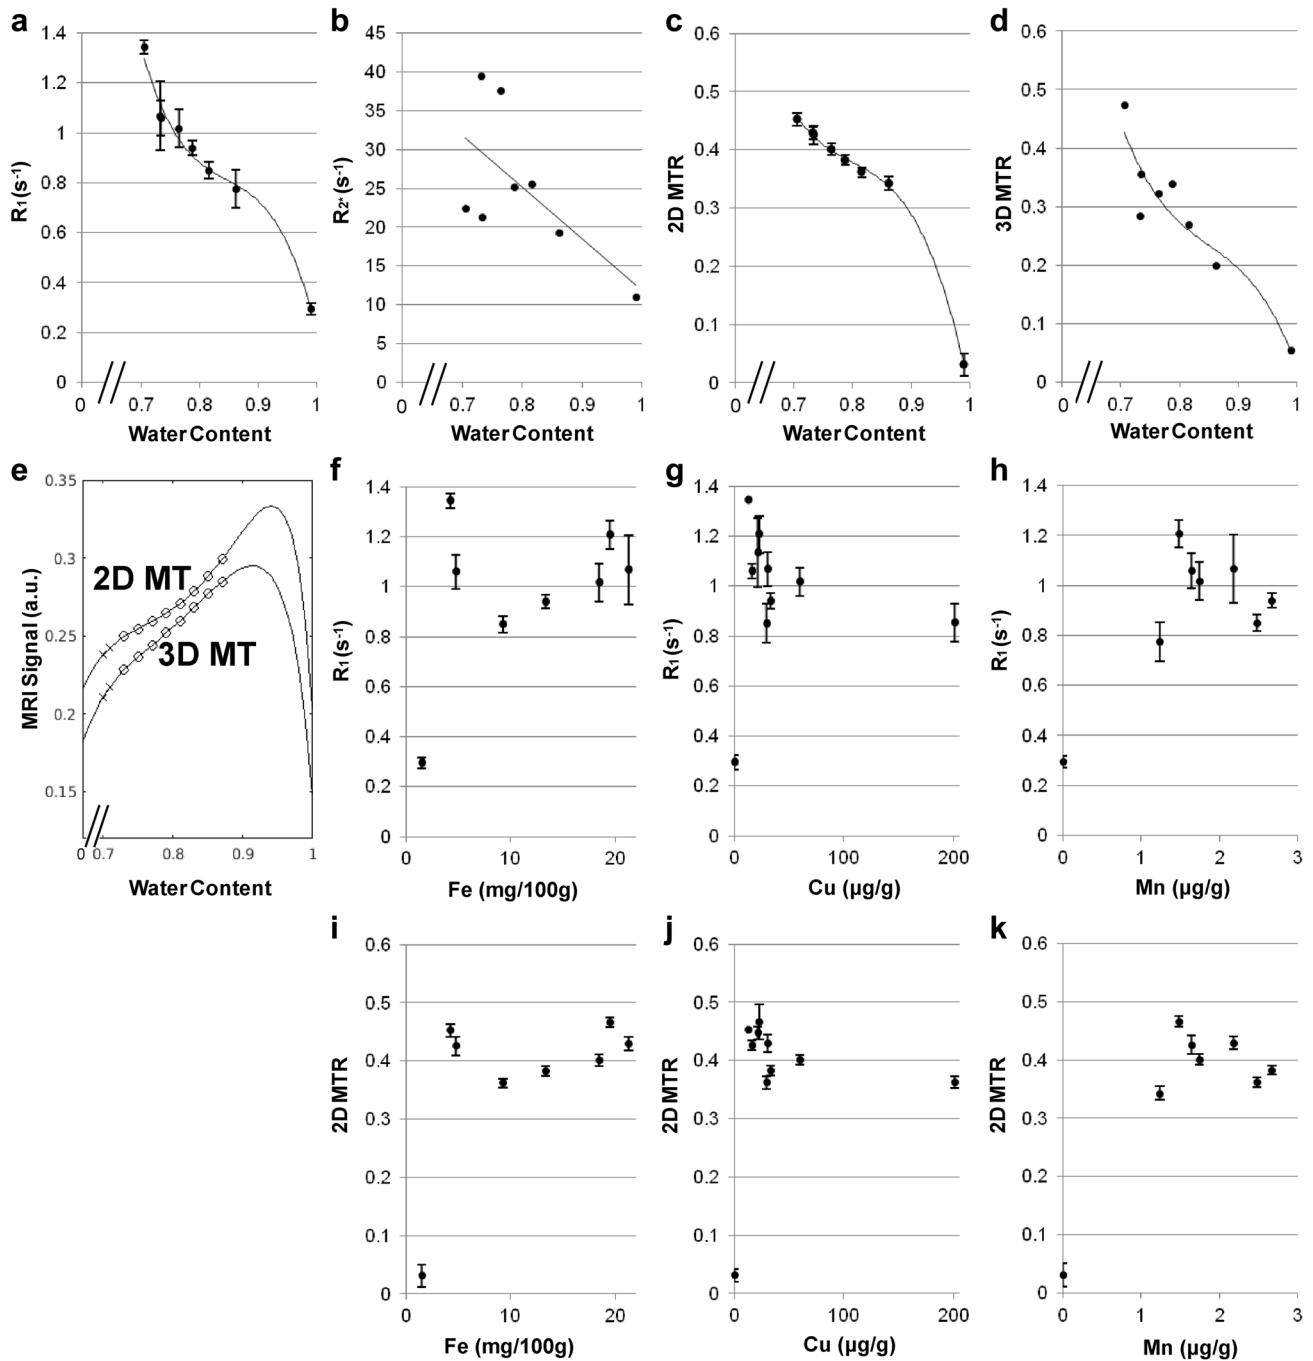 a
1.4
1.2
1
0.8
0.6
0.4
0.2
0
R1 (s-1)
0 0.7 0.8 0.9 1
Water Content
b
45
40
35
30
25
20
15
10
5
0
R2* (s-1)
0 0.7 0.8 0.9 1
Water Content
c
0.6
0.5
0.4
0.3
0.2
0.1
0
2D MTR
0 0.7 0.8 0.9 1
Water Content
d
0.6
0.5
0.4
0.3
0.2
0.1
0
3D MTR
0 0.7 0.8 0.9 1
Water Content
e
0.35
0.3
0.25
0.2
0.15
MRI Signal (a.u.)
2D MT
3D MT
0 0.7 0.8 0.9 1
Water Content
f
1.4
1.2
1
0.8
0.6
0.4
0.2
0
R1 (s-1)
0 10 20
Fe (mg/100g)
g
1.4
1.2
1
0.8
0.6
0.4
0.2
0
R1 (s-1)
0 100 200
Cu (μg/g)
h
1.4
1.2
1
0.8
0.6
0.4
0.2
0
R1 (s-1)
0 1 2 3
Mn (μg/g)
i
0.6
0.5
0.4
0.3
0.2
0.1
0
2D MTR
0 10 20
Fe (mg/100g)
j
0.6
0.5
0.4
0.3
0.2
0.1
0
2D MTR
0 100 200
Cu (μg/g)
k
0.6
0.5
0.4
0.3
0.2
0.1
0
2D MTR
0 1 2 3
Mn (μg/g)